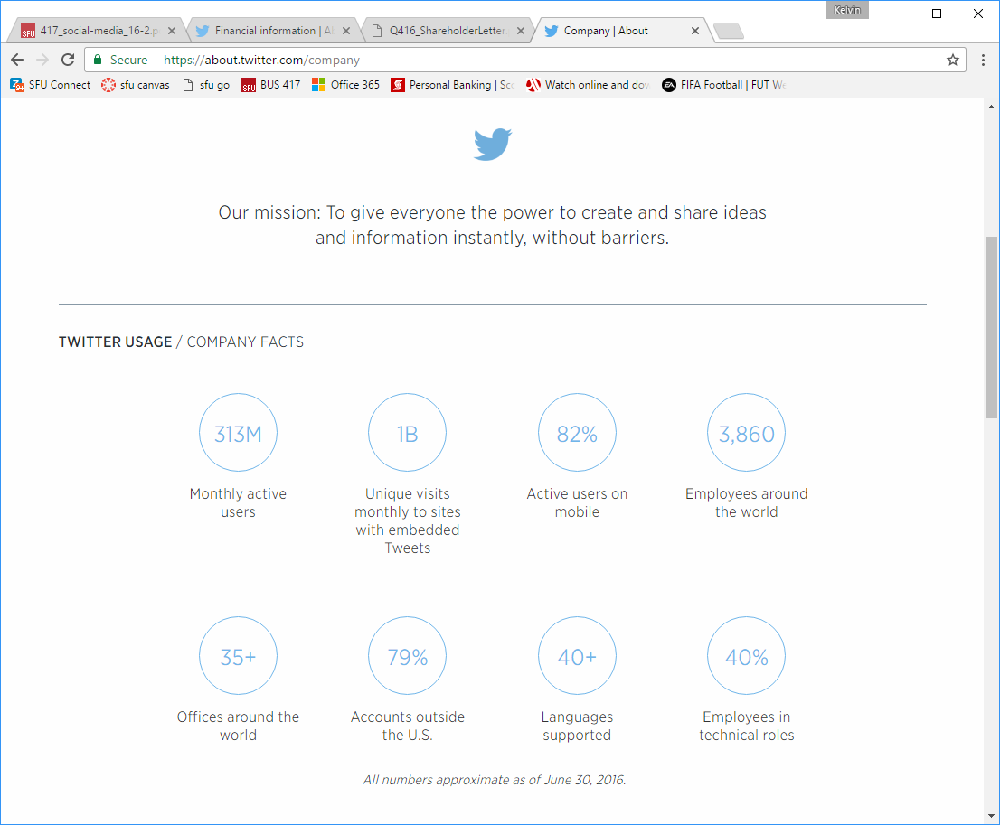 Kelvin
SFU 417_social-media_16-2.p
Financial information | A
Q416_ShareholderLetter.
Company | About
Secure https://about.twitter.com/company
SFU Connect sfu canvas sfu go SFU BUS 417 Office 365 Personal Banking | Sc Watch online and dow EA FIFA Football | FUT We
Our mission: To give everyone the power to create and share ideas
and information instantly, without barriers.
TWITTER USAGE / COMPANY FACTS
313M 1B 82% 3,860
Monthly active Unique visits Active users on Employees around
users monthly to sites mobile the world
with embedded
Tweets
35+ 79% 40+ 40%
Offices around the Accounts outside Languages Employees in
world the U.S. supported technical roles
All numbers approximate as of June 30, 2016.